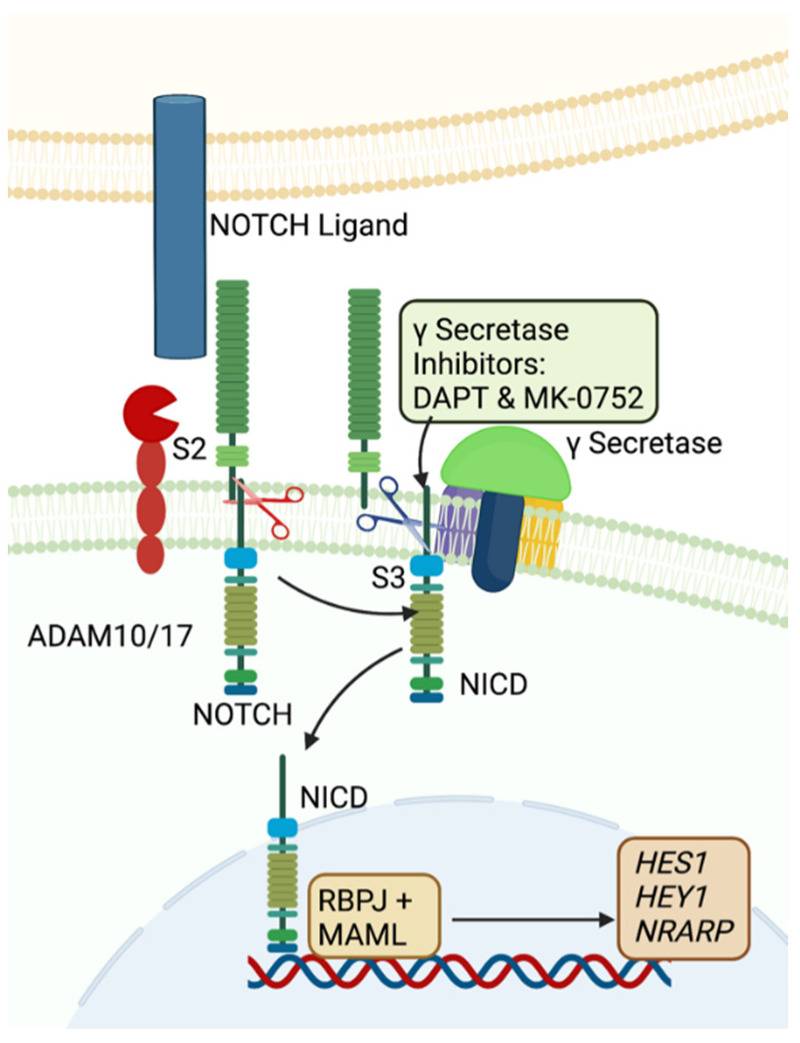 NOTCH Ligand
γ Secretase
Inhibitors:
DAPT & MK-0752
γ Secretase
S2
S3
ADAM10/17
NICD
NOTCH
NICD
RBPJ +
MAML
HES1
HEY1
NRARP